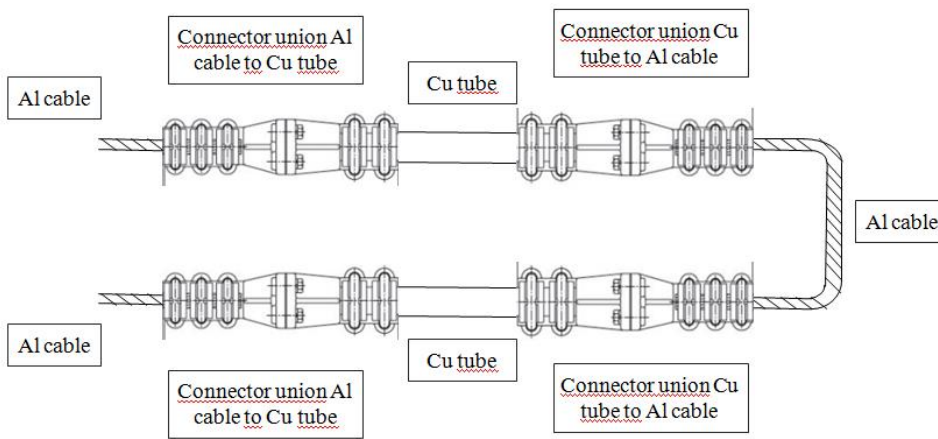 Connector union Al
cable to Cu tube
Connector union Cu
tube to Al cable
Al cable
Cu tube
Al cable
Al cable
Cu tube
Connector union Al
cable to Cu tube
Connector union Cu
tube to Al cable